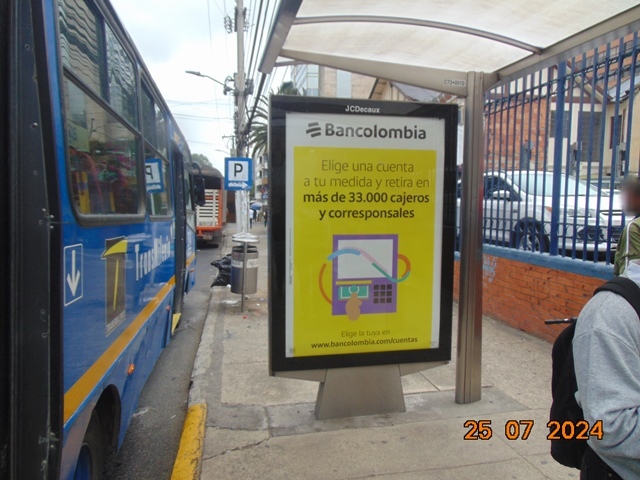 JCDecaux
Bancolombia
Elige una cuenta
a tu medida y retira en
más de 33.000 cajeros
y corresponsales
Elige la tuya en
www.bancolombia.com/cuentas
P
25 07 2024